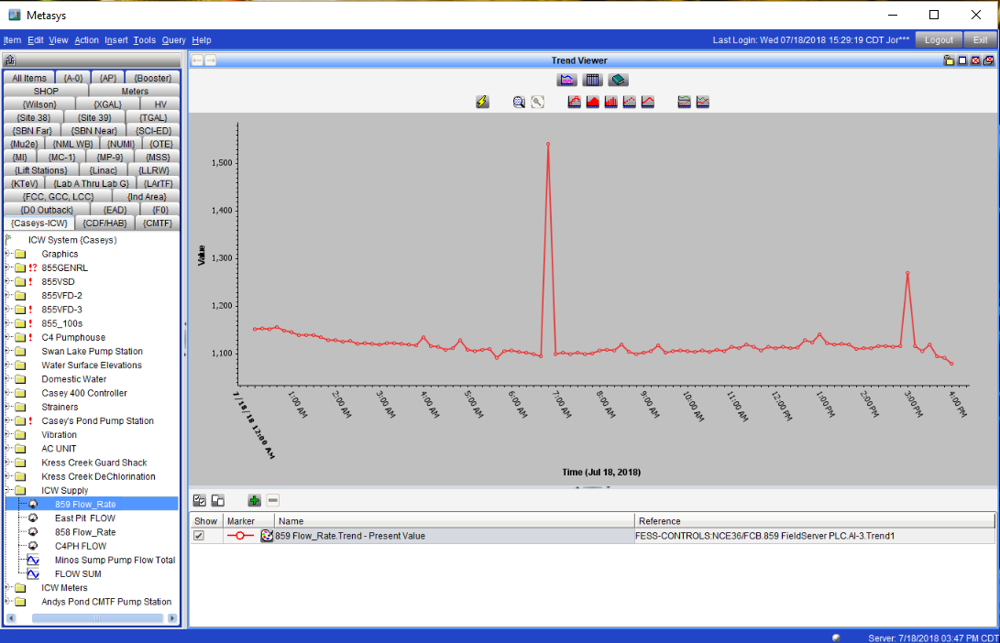 Metasys
Item Edit View Action Insert Tools Query Help
Last Login: Wed 07/18/2018 15:29:19 CDT Jor*** Logout Exit
Trend Viewer
All Items {A-0} {AP} {Booster}
SHOP Meters
{Wilson} {XGAL} HV
{Site 38} {Site 39} {TGAL}
{SBN Far} {SBN Near} {SCI-ED}
{Mu2e} {NML WB} {NUMI} {OTE}
{MI} {MC-1} {MP-9} {MSS}
{Lift Stations} {Linac} {LLRW}
{KTeV} {Lab A Thru Lab G} {LArTF}
{FCC, GCC, LCC} {Ind Area}
{D0 Outback} {EAD} {F0}
{Caseys-ICW} {CDF/HAB} {CMTF}
ICW System {Caseys}
Graphics
!? 855GENRL
! 855VSD
855VFD-2
! 855VFD-3
! 855_100s
! C4 Pumphouse
Swan Lake Pump Station
Water Surface Elevations
Domestic Water
Casey 400 Controller
Strainers
! Casey's Pond Pump Station
Vibration
AC UNIT
Kress Creek Guard Shack
Kress Creek DeChlorination
ICW Supply
859 Flow_Rate
East Pit FLOW
858 Flow_Rate
C4PH FLOW
Minos Sump Pump Flow Total
FLOW SUM
ICW Meters
Andys Pond CMTF Pump Station
Value
1,500
1,400
1,300
1,200
1,100
7/18/18 12:00 AM 1:00 AM 2:00 AM 3:00 AM 4:00 AM 5:00 AM 6:00 AM 7:00 AM 8:00 AM 9:00 AM 10:00 AM 11:00 AM 12:00 PM 1:00 PM 2:00 PM 3:00 PM 4:00 PM
Time (Jul 18, 2018)
Show Marker Name Reference
859 Flow_Rate.Trend - Present Value FESS-CONTROLS:NCE36/FCB.859 FieldServer PLC.AI-3.Trend1
Server: 7/18/2018 03:47 PM CDT